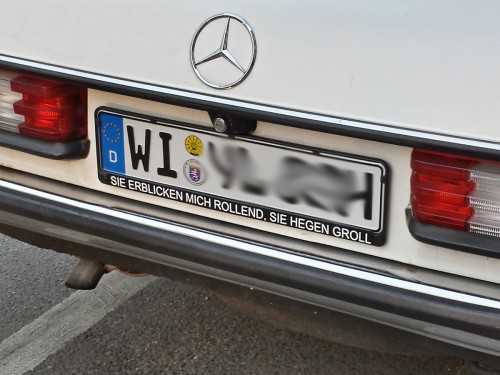 WI
D
SIE ERBLICKEN MICH ROLLEND. SIE HEGEN GROLL